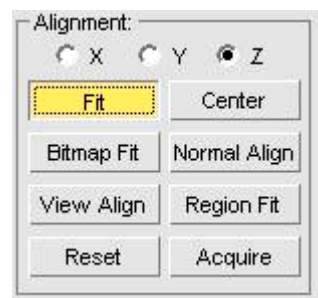 Alignment:
X Y Z
Fit Center
Bitmap Fit Normal Align
View Align Region Fit
Reset Acquire